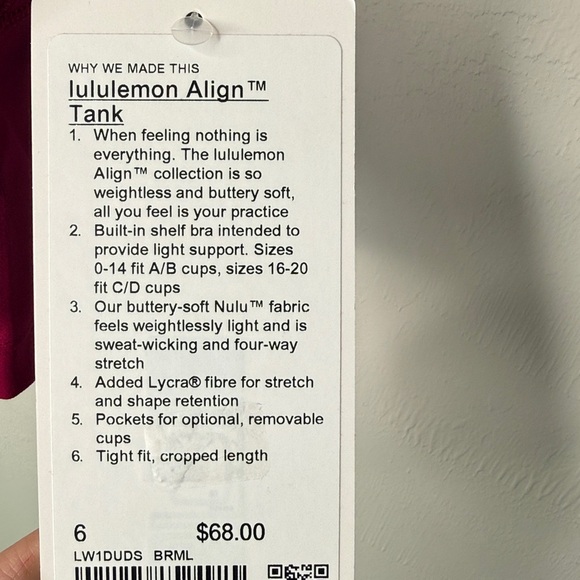 WHY WE MADE THIS
lululemon Align™
Tank
1. When feeling nothing is
everything. The lululemon
Align™ collection is so
weightless and buttery soft,
all you feel is your practice
2. Built-in shelf bra intended to
provide light support. Sizes
0-14 fit A/B cups, sizes 16-20
fit C/D cups
3. Our buttery-soft Nulu™ fabric
feels weightlessly light and is
sweat-wicking and four-way
stretch
4. Added Lycra® fibre for stretch
and shape retention
5. Pockets for optional, removable
cups
6. Tight fit, cropped length
6 $68.00
LW1DUDS BRML